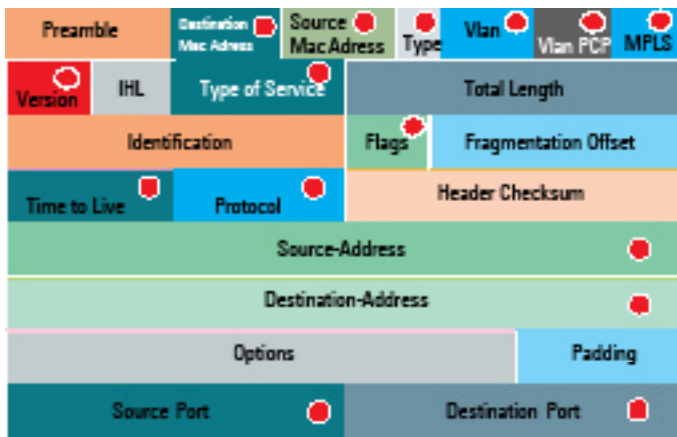 Preamble
Destination
Mac Adress
Source
Mac Adress
Type
Vlan
Vlan PCP
MPLS
Version
IHL
Type of Service
Total Length
Identification
Flags
Fragmentation Offset
Time to Live
Protocol
Header Checksum
Source-Address
Destination-Address
Options
Padding
Source Port
Destination Port